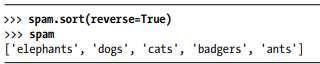 >>> spam.sort(reverse=True)
>>> spam
['elephants', 'dogs', 'cats', 'badgers', 'ants']